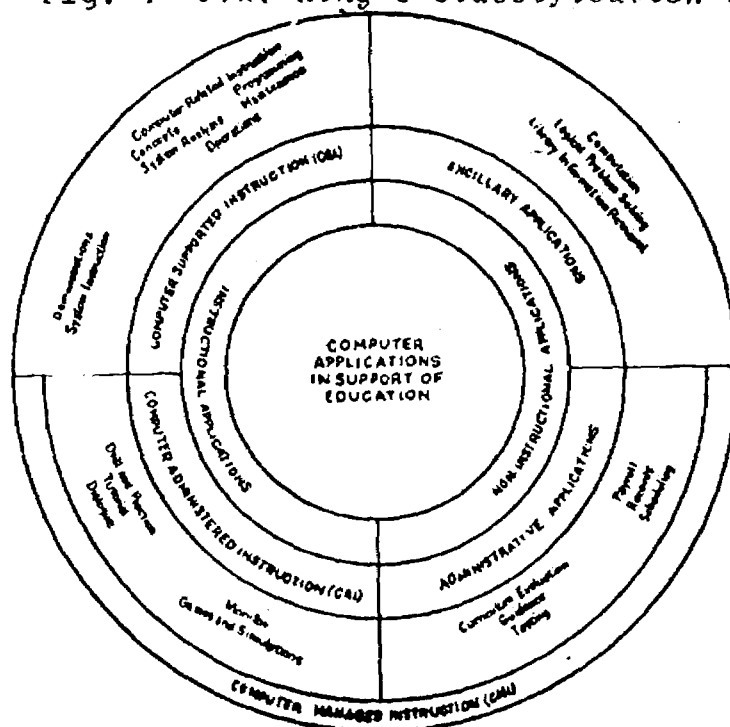 Fig.
Computer Related Instruction
Concepts Programming
System Analysis Maintenance
Operations
Demonstrations
System Instruction
COMPUTER SUPPORTED INSTRUCTION
INSTRUCTIONAL APPLICATIONS
Computation
Logical Problem Solving
Library Information Retrieval
ANCILLARY APPLICATIONS
NON INSTRUCTIONAL APPLICATIONS
COMPUTER
APPLICATIONS
IN SUPPORT OF
EDUCATION
COMPUTER ADMINISTERED INSTRUCTION (CAI)
Drill and Practice
Tutorial
Dialogue
Games and Simulations
ADMINISTRATIVE APPLICATIONS
Payroll
Records
Scheduling
Curriculum Evaluation
Guidance
Testing
COMPUTER MANAGED INSTRUCTION (CMI)